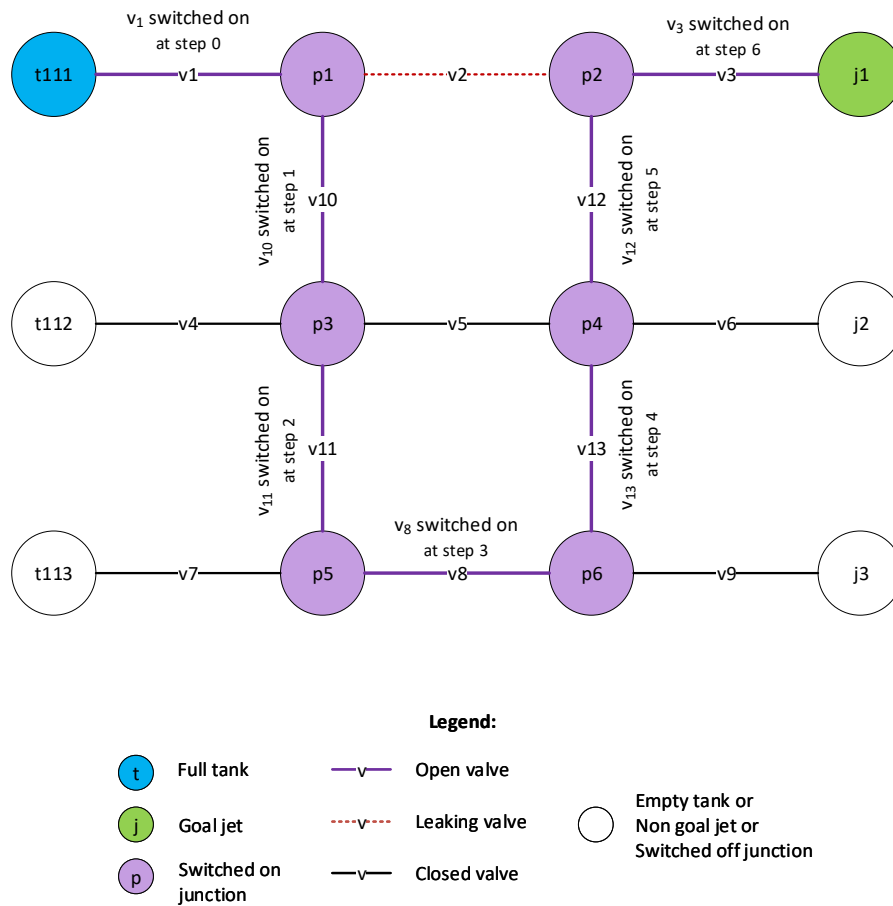 v₁ switched on
at step 0
v₃ switched on
at step 6
t111
v1
p1
v2
p2
v3
j1
v₁₀ switched on
at step 1
v10
v12
v₁₂ switched on
at step 5
t112
v4
p3
v5
p4
v6
j2
v₁₁ switched on
at step 2
v11
v13
v₁₃ switched on
at step 4
v₈ switched on
at step 3
t113
v7
p5
v8
p6
v9
j3
Legend:
t
Full tank
v
Open valve
j
Goal jet
v
Leaking valve
Empty tank or
Non goal jet or
Switched off junction
p
Switched on
junction
v
Closed valve